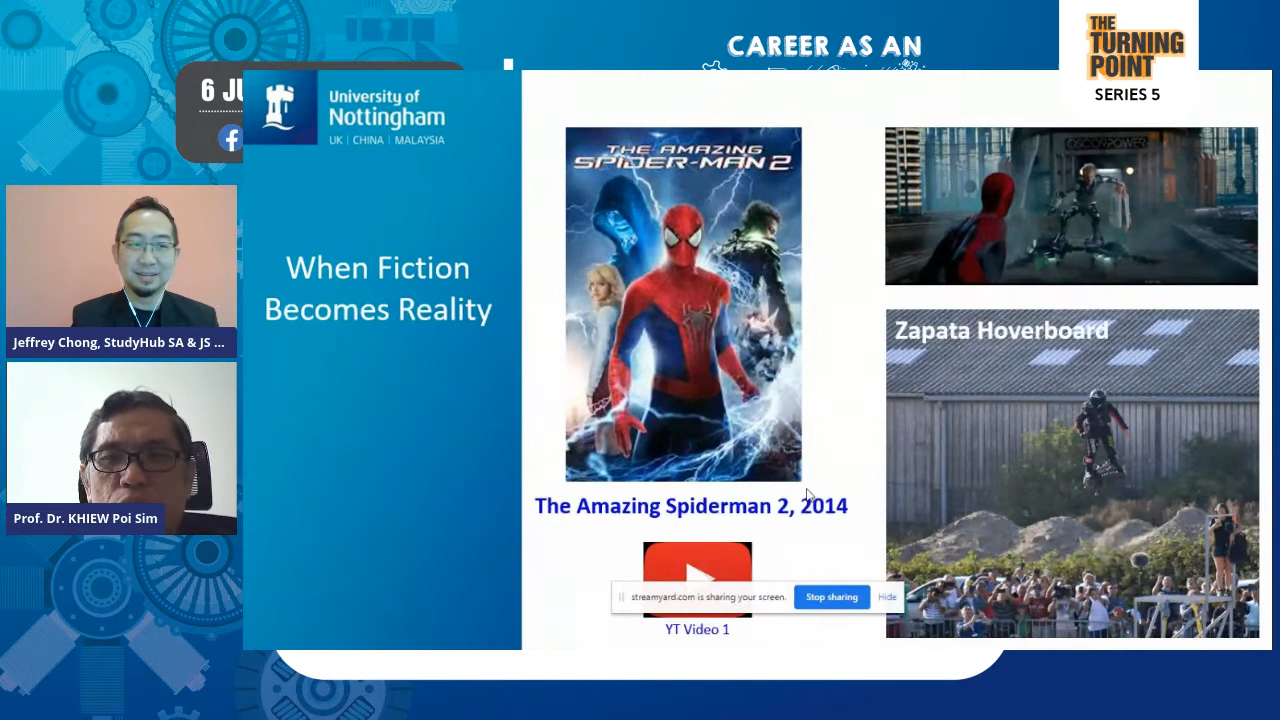 CAREER AS AN
THE
TURNING
POINT
SERIES 5
6 JU
University of
Nottingham
UK | CHINA | MALAYSIA
When Fiction
Becomes Reality
THE AMAZING
SPIDER-MAN 2
The Amazing Spiderman 2, 2014
streamyard.com is sharing your screen.
Stop sharing
Hide
YT Video 1
Zapata Hoverboard
Jeffrey Chong, StudyHub SA & JS ...
Prof. Dr. KHIEW Poi Sim